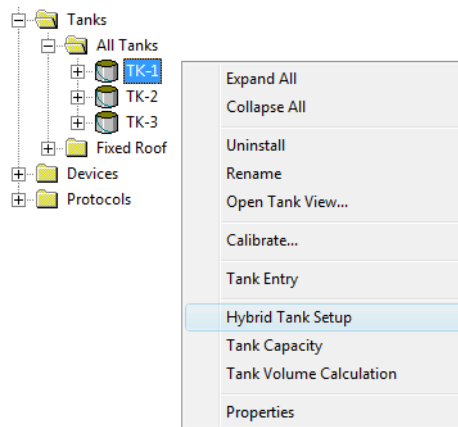 Tanks
All Tanks
TK-1
TK-2
TK-3
Fixed Roof
Devices
Protocols
Expand All
Collapse All
Uninstall
Rename
Open Tank View...
Calibrate...
Tank Entry
Hybrid Tank Setup
Tank Capacity
Tank Volume Calculation
Properties